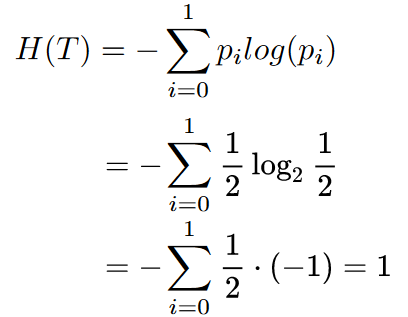 H(T) = − \sum_{i=0}^{1} p_i log(p_i)
= − \sum_{i=0}^{1} \frac{1}{2} \log_2 \frac{1}{2}
= − \sum_{i=0}^{1} \frac{1}{2} · (−1) = 1